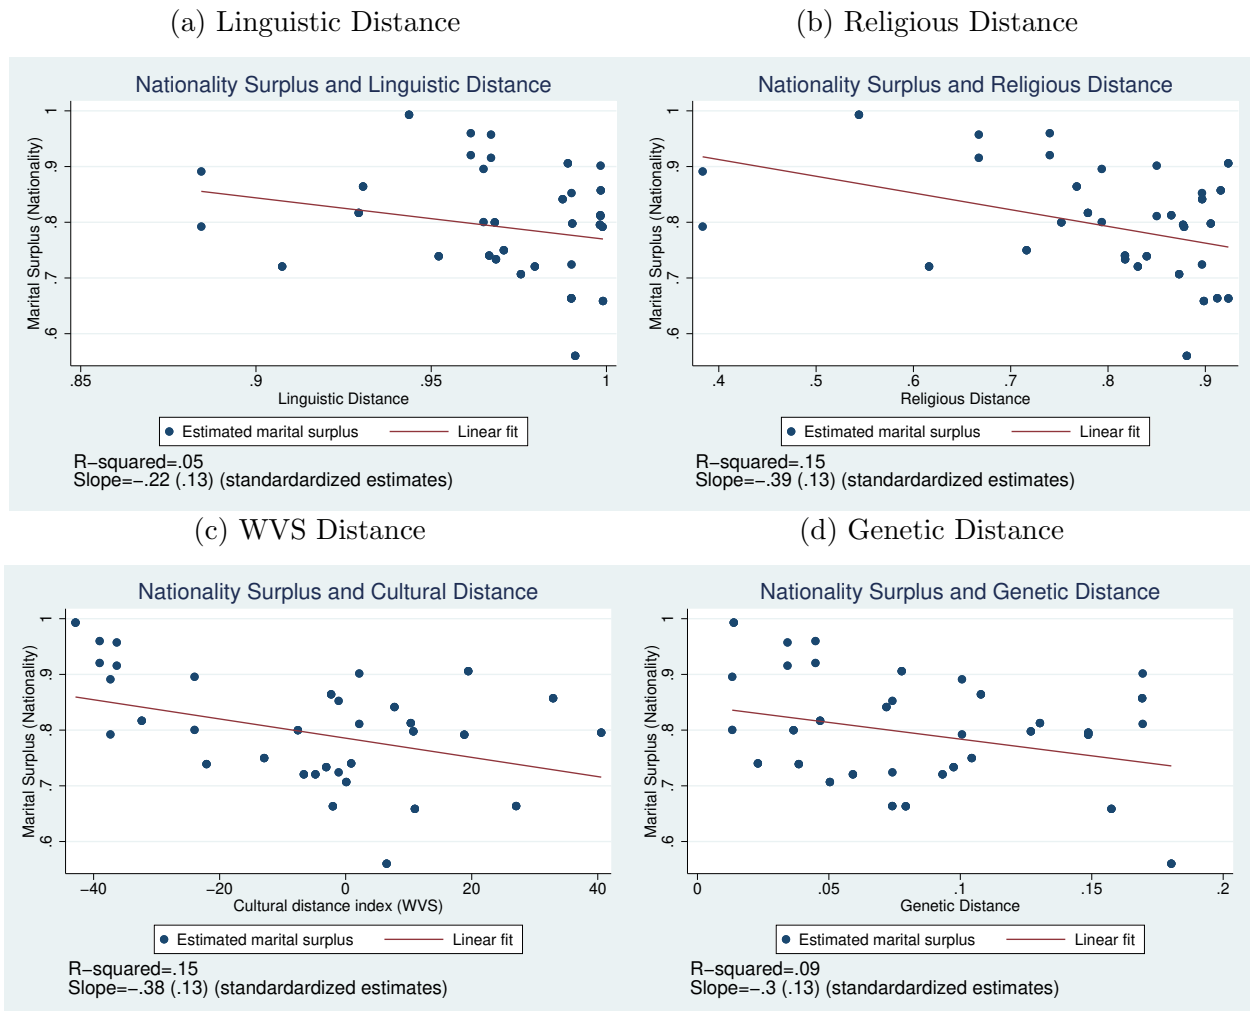 (a) Linguistic Distance
Nationality Surplus and Linguistic Distance
Marital Surplus (Nationality)
1
.9
.8
.7
.6
.85
.9
.95
1
Linguistic Distance
Estimated marital surplus
Linear fit
R−squared=.05
Slope=−.22 (.13) (standardardized estimates)
(b) Religious Distance
Nationality Surplus and Religious Distance
Marital Surplus (Nationality)
1
.9
.8
.7
.6
.4
.5
.6
.7
.8
.9
Religious Distance
Estimated marital surplus
Linear fit
R−squared=.15
Slope=−.39 (.13) (standardardized estimates)
(c) WVS Distance
Nationality Surplus and Cultural Distance
Marital Surplus (Nationality)
1
.9
.8
.7
.6
−40
−20
0
20
40
Cultural distance index (WVS)
Estimated marital surplus
Linear fit
R−squared=.15
Slope=−.38 (.13) (standardardized estimates)
(d) Genetic Distance
Nationality Surplus and Genetic Distance
Marital Surplus (Nationality)
1
.9
.8
.7
.6
0
.05
.1
.15
.2
Genetic Distance
Estimated marital surplus
Linear fit
R−squared=.09
Slope=−.3 (.13) (standardardized estimates)